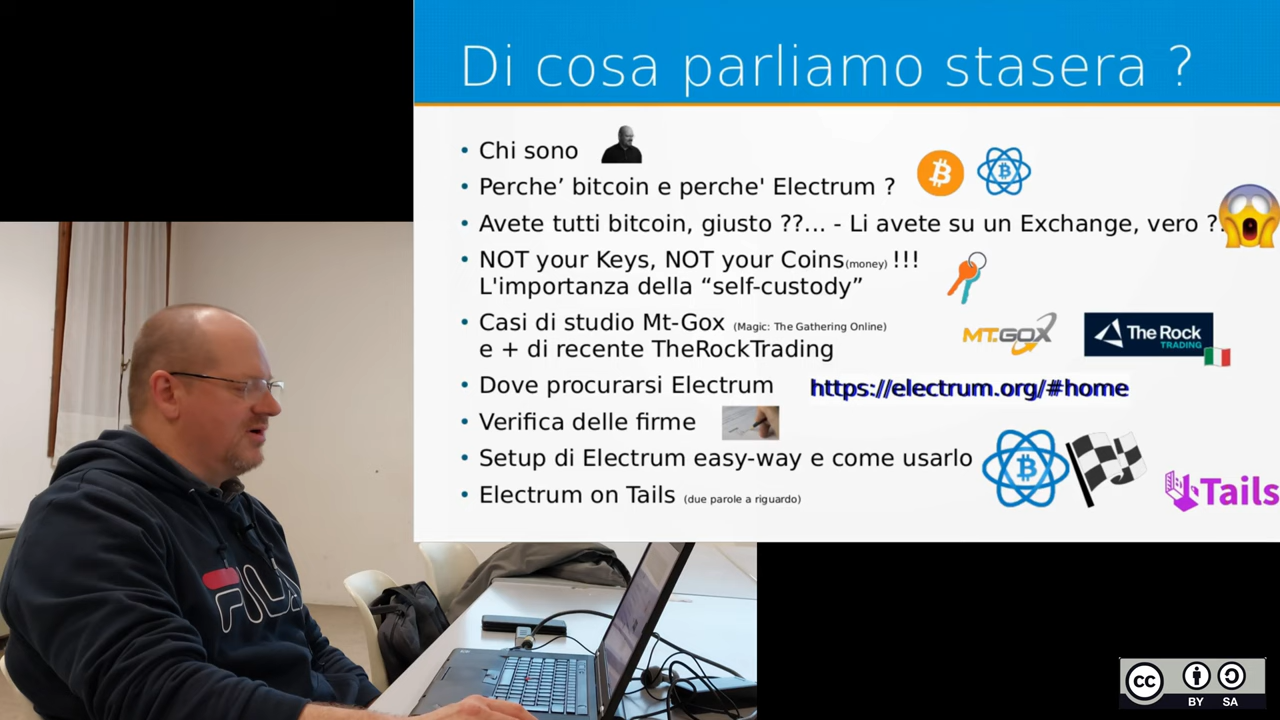 Di cosa parliamo stasera ?
Chi sono
Perche’ bitcoin e perche' Electrum ?
Avete tutti bitcoin, giusto ??... - Li avete su un Exchange, vero ?.
NOT your Keys, NOT your Coins(money) !!!
L'importanza della “self-custody”
Casi di studio Mt-Gox (Magic: The Gathering Online)
e + di recente TheRockTrading
MT.GOX
The Rock
TRADING
Dove procurarsi Electrum
https://electrum.org/#home
Verifica delle firme
Setup di Electrum easy-way e come usarlo
Electrum on Tails (due parole a riguardo)
Tails
FILA
cc
BY SA